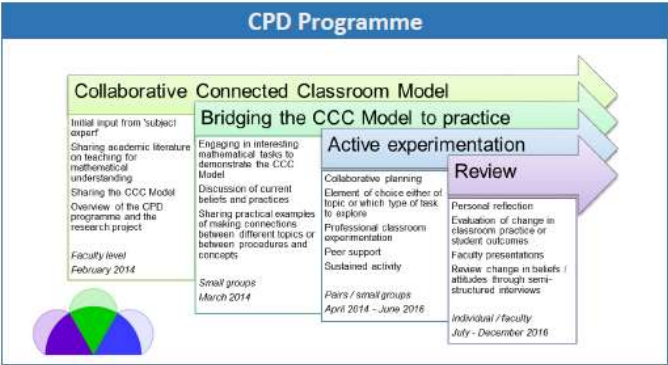 CPD Programme
Collaborative Connected Classroom Model
Initial input from 'subject
expert'
Sharing academic literature
on teaching for
mathematical
understanding
Sharing the CCC Model
Overview of the CPD
programme and the
research project
Faculty level
February 2014
Bridging the CCC Model to practice
Engaging in interesting
mathematical tasks to
demonstrate the CCC
Model
Discussion of current
beliefs and practices
Sharing practical examples
of making connections
between different topics or
between procedures and
concepts
Small groups
March 2014
Active experimentation
Collaborative planning
Element of choice either of
topic or which type of task
to explore
Professional classroom
experimentation
Peer support
Sustained activity
Pairs / small groups
April 2014 - June 2016
Review
Personal reflection
Evaluation of change in
classroom practice or
student outcomes
Faculty presentations
Review change in beliefs /
attitudes through semi-
structured interviews
Individual / faculty
July - December 2016